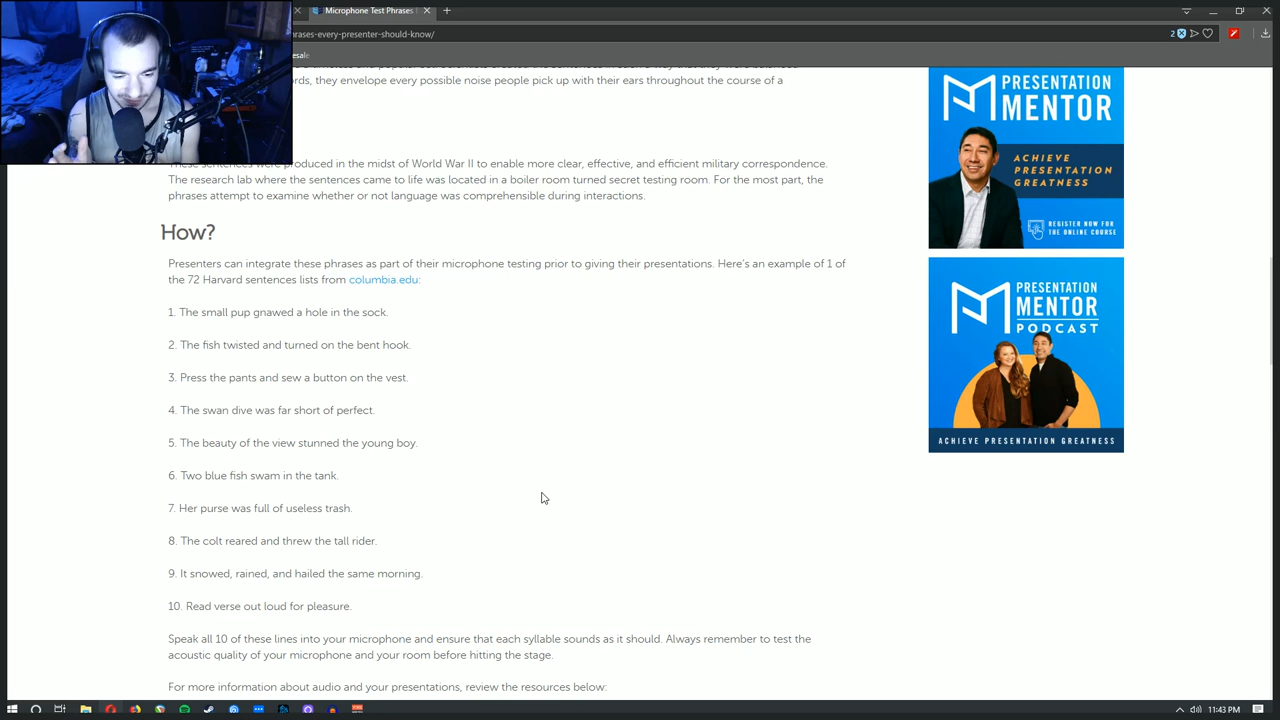 Microphone Test Phrases
rases-every-presenter-should-know/
2
esale
rds, they envelope every possible noise people pick up with their ears throughout the course of a
These sentences were produced in the midst of World War II to enable more clear, effective, and efficient military correspondence.
The research lab where the sentences came to life was located in a boiler room turned secret testing room. For the most part, the
phrases attempt to examine whether or not language was comprehensible during interactions.
How?
Presenters can integrate these phrases as part of their microphone testing prior to giving their presentations. Here's an example of 1 of
the 72 Harvard sentences lists from columbia.edu:
1. The small pup gnawed a hole in the sock.
2. The fish twisted and turned on the bent hook.
3. Press the pants and sew a button on the vest.
4. The swan dive was far short of perfect.
5. The beauty of the view stunned the young boy.
6. Two blue fish swam in the tank.
7. Her purse was full of useless trash.
8. The colt reared and threw the tall rider.
9. It snowed, rained, and hailed the same morning.
10. Read verse out loud for pleasure.
Speak all 10 of these lines into your microphone and ensure that each syllable sounds as it should. Always remember to test the
acoustic quality of your microphone and your room before hitting the stage.
For more information about audio and your presentations, review the resources below:
PRESENTATION
MENTOR
ACHIEVE
PRESENTATION
GREATNESS
REGISTER NOW FOR
THE ONLINE COURSE
PRESENTATION
MENTOR
PODCAST
ACHIEVE PRESENTATION GREATNESS
11:43 PM